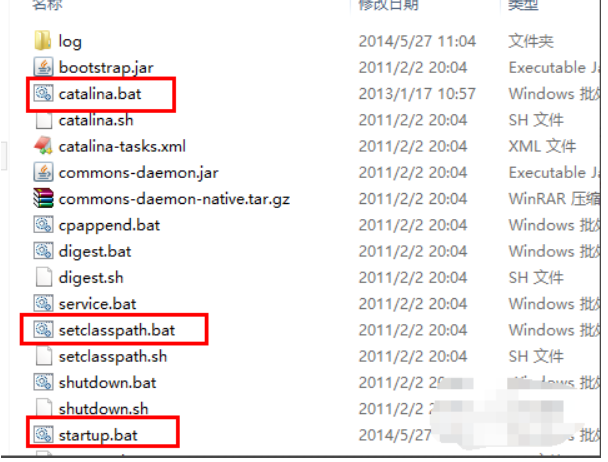 名称 修改日期 类型
log 2014/5/27 11:04 文件夹
bootstrap.jar 2011/2/2 20:04 Executable Ja
catalina.bat 2013/1/17 10:57 Windows 批处
catalina.sh 2011/2/2 20:04 SH 文件
catalina-tasks.xml 2011/2/2 20:04 XML 文件
commons-daemon.jar 2011/2/2 20:04 Executable Ja
commons-daemon-native.tar.gz 2011/2/2 20:04 WinRAR 压缩
cpappend.bat 2011/2/2 20:04 Windows 批处
digest.bat 2011/2/2 20:04 Windows 批处
digest.sh 2011/2/2 20:04 SH 文件
service.bat 2011/2/2 20:04 Windows 批处
setclasspath.bat 2011/2/2 20:04 Windows 批处
setclasspath.sh 2011/2/2 20:04 SH 文件
shutdown.bat 2011/2/2 批处
shutdown.sh 2011/2/2
startup.bat 2014/5/27 批处